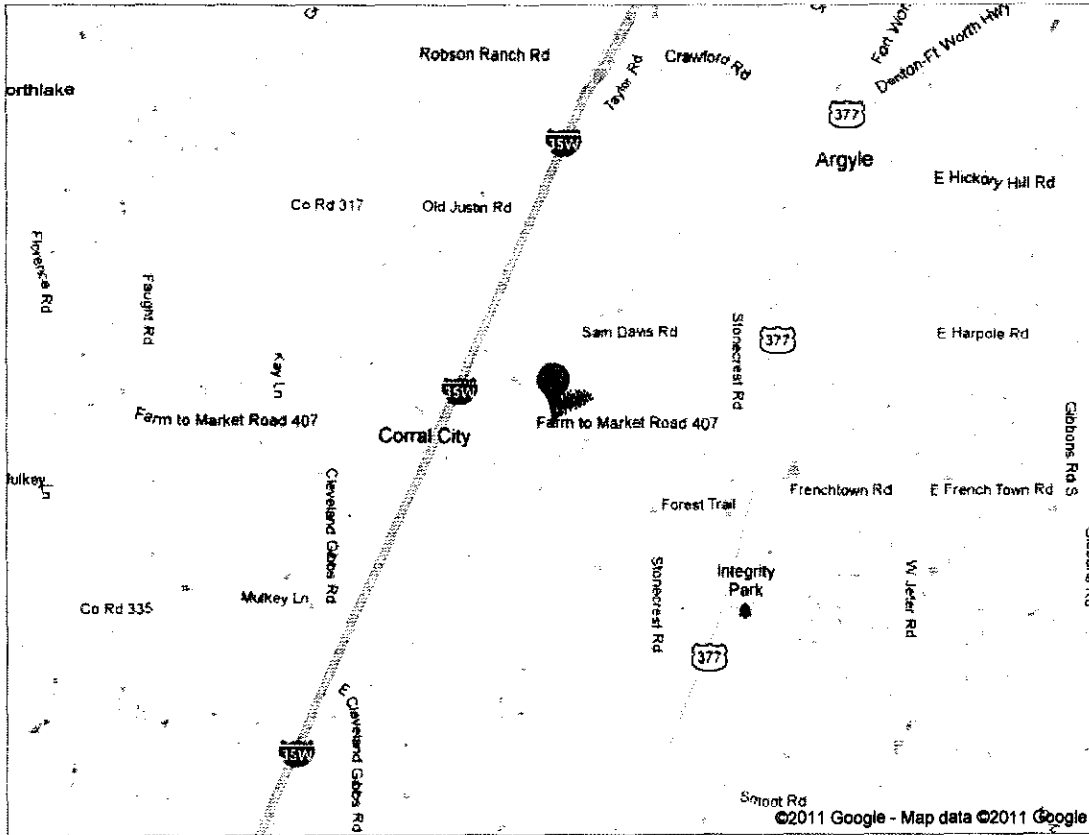 Robson Ranch Rd
Taylor Rd
Crawford Rd
Denton-Ft Worth Hwy
orthlake
35W
377
Argyle
E Hickory Hill Rd
Co Rd 317
Old Justin Rd
Florence Rd
Faught Rd
Sam Davis Rd
Stonecrest Rd
377
E Harpole Rd
Kay Ln
35W
Farm to Market Road 407
Corral City
Farm to Market Road 407
Gibbons Rd S
Mulkey Ln
Cleveland Gibbs Rd
Forest Trail
Frenchtown Rd
E French Town Rd
Stonecrest Rd
Integrity
Park
W Jeter Rd
Co Rd 335
Mulkey Ln
377
E Cleveland Gibbs Rd
35W
Smoot Rd
©2011 Google - Map data ©2011 Google